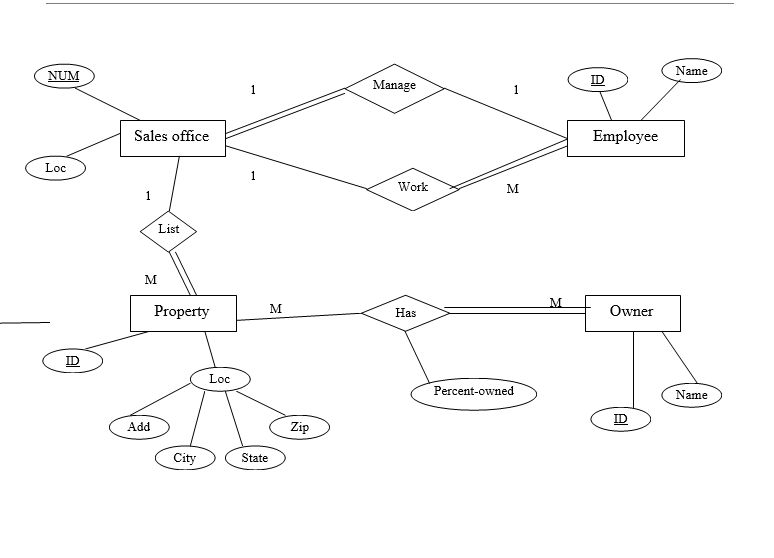 NUM
ID
Name
1
Manage
1
Sales office
Employee
Loc
1
Work
M
1
List
M
Property
M
Has
M
Owner
ID
Loc
Percent-owned
Name
Add
Zip
ID
City
State